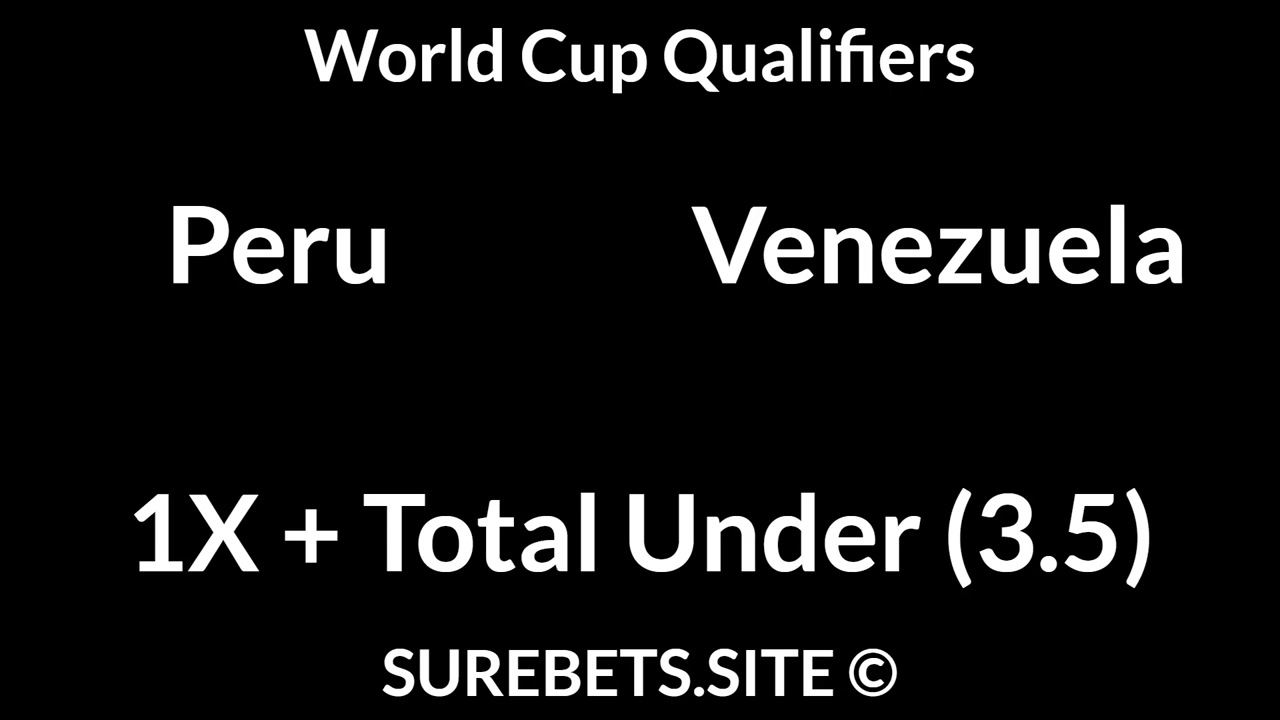 World Cup Qualifiers
Peru Venezuela
1X + Total Under (3.5)
SUREBETS.SITE ©